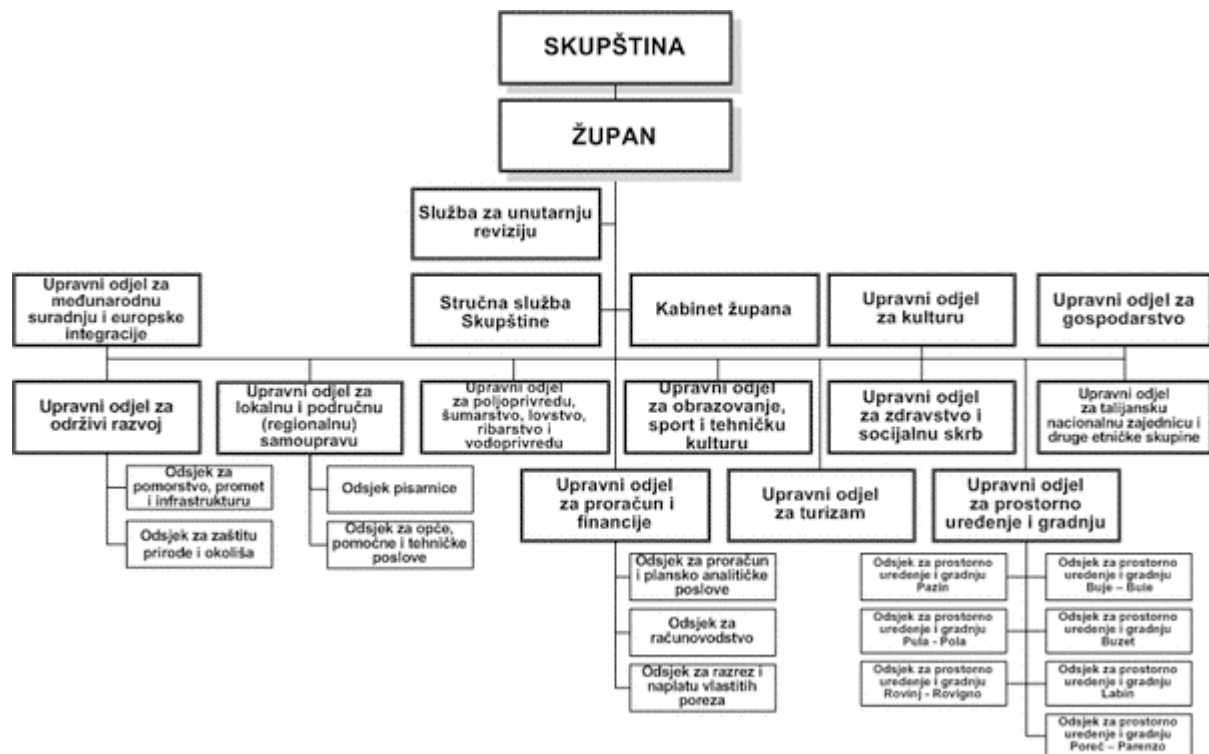 SKUPŠTINA
ŽUPAN
Služba za unutarnju
reviziju
Upravni odjel za
međunarodnu
suradnju i europske
integracije
Stručna služba
Skupštine
Kabinet župana
Upravni odjel
za kulturu
Upravni odjel za
gospodarstvo
Upravni odjel za
održivi razvoj
Upravni odjel za
lokalnu i područnu
(regionalnu)
samoupravu
Upravni odjel
za poljoprivredu,
šumarstvo, lovstvo,
ribarstvo i
vodoprivredu
Upravni odjel
za obrazovanje,
sport i tehničku
kulturu
Upravni odjel
za zdravstvo i
socijalnu skrb
Upravni odjel
za talijansku
nacionalnu zajednicu i
druge etničke skupine
Odsjek za
pomorstvo, promet
i infrastrukturu
Odsjek za zaštitu
prirode i okoliša
Odsjek pisarnice
Odsjek za opče,
pomoćne i tehničke
poslove
Upravni odjel
za proračun i
financije
Upravni odjel
za turizam
Upravni odjel
za prostorno
uređenje i gradnju
Odsjek za proračun
i plansko analitičke
poslove
Odsjek za
računovodstvo
Odsjek za razrez i
naplatu vlastitih
poreza
Odsjek za prostorno
uređenje i gradnju
Pazin
Odsjek za prostorno
uređenje i gradnju
Buje – Buie
Odsjek za prostorno
uređenje i gradnju
Pula - Pola
Odsjek za prostorno
uređenje i gradnju
Buzet
Odsjek za prostorno
uređenje i gradnju
Rovinj - Rovigno
Odsjek za prostorno
uređenje i gradnju
Labin
Odsjek za prostorno
uređenje i gradnju
Poreč – Parenzo